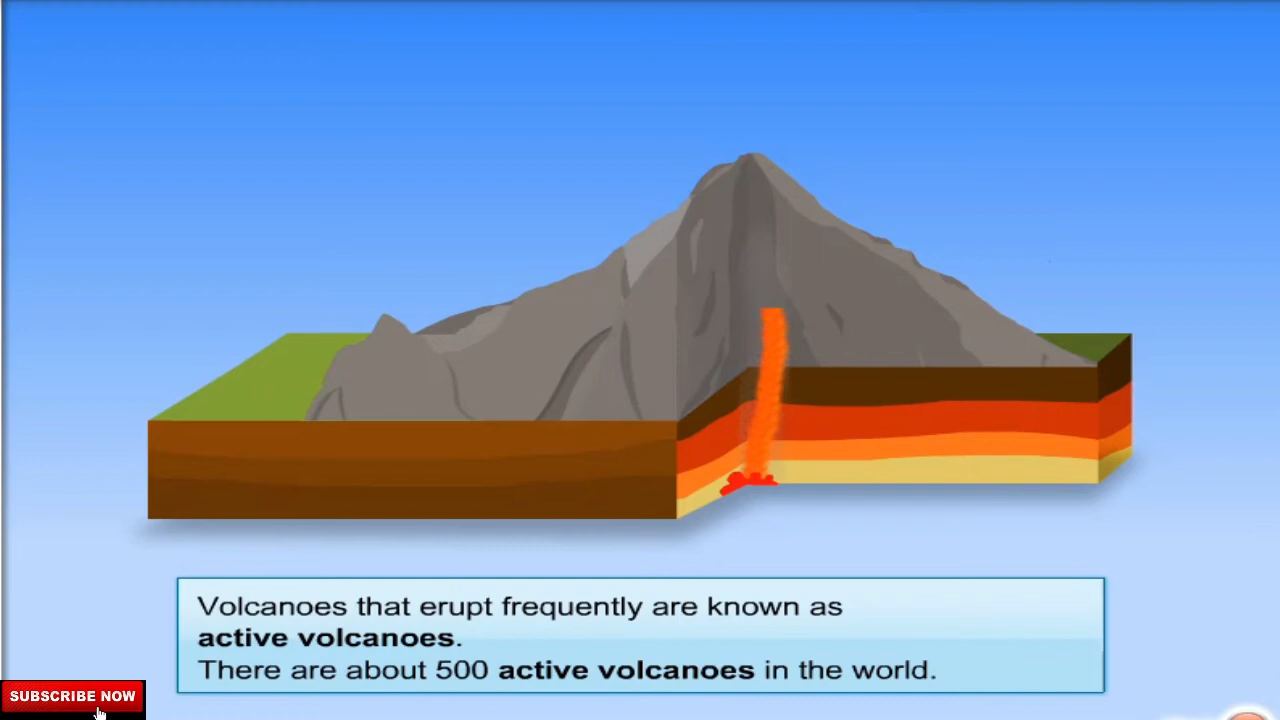 Volcanoes that erupt frequently are known as
active volcanoes.
There are about 500 active volcanoes in the world.
SUBSCRIBE NOW